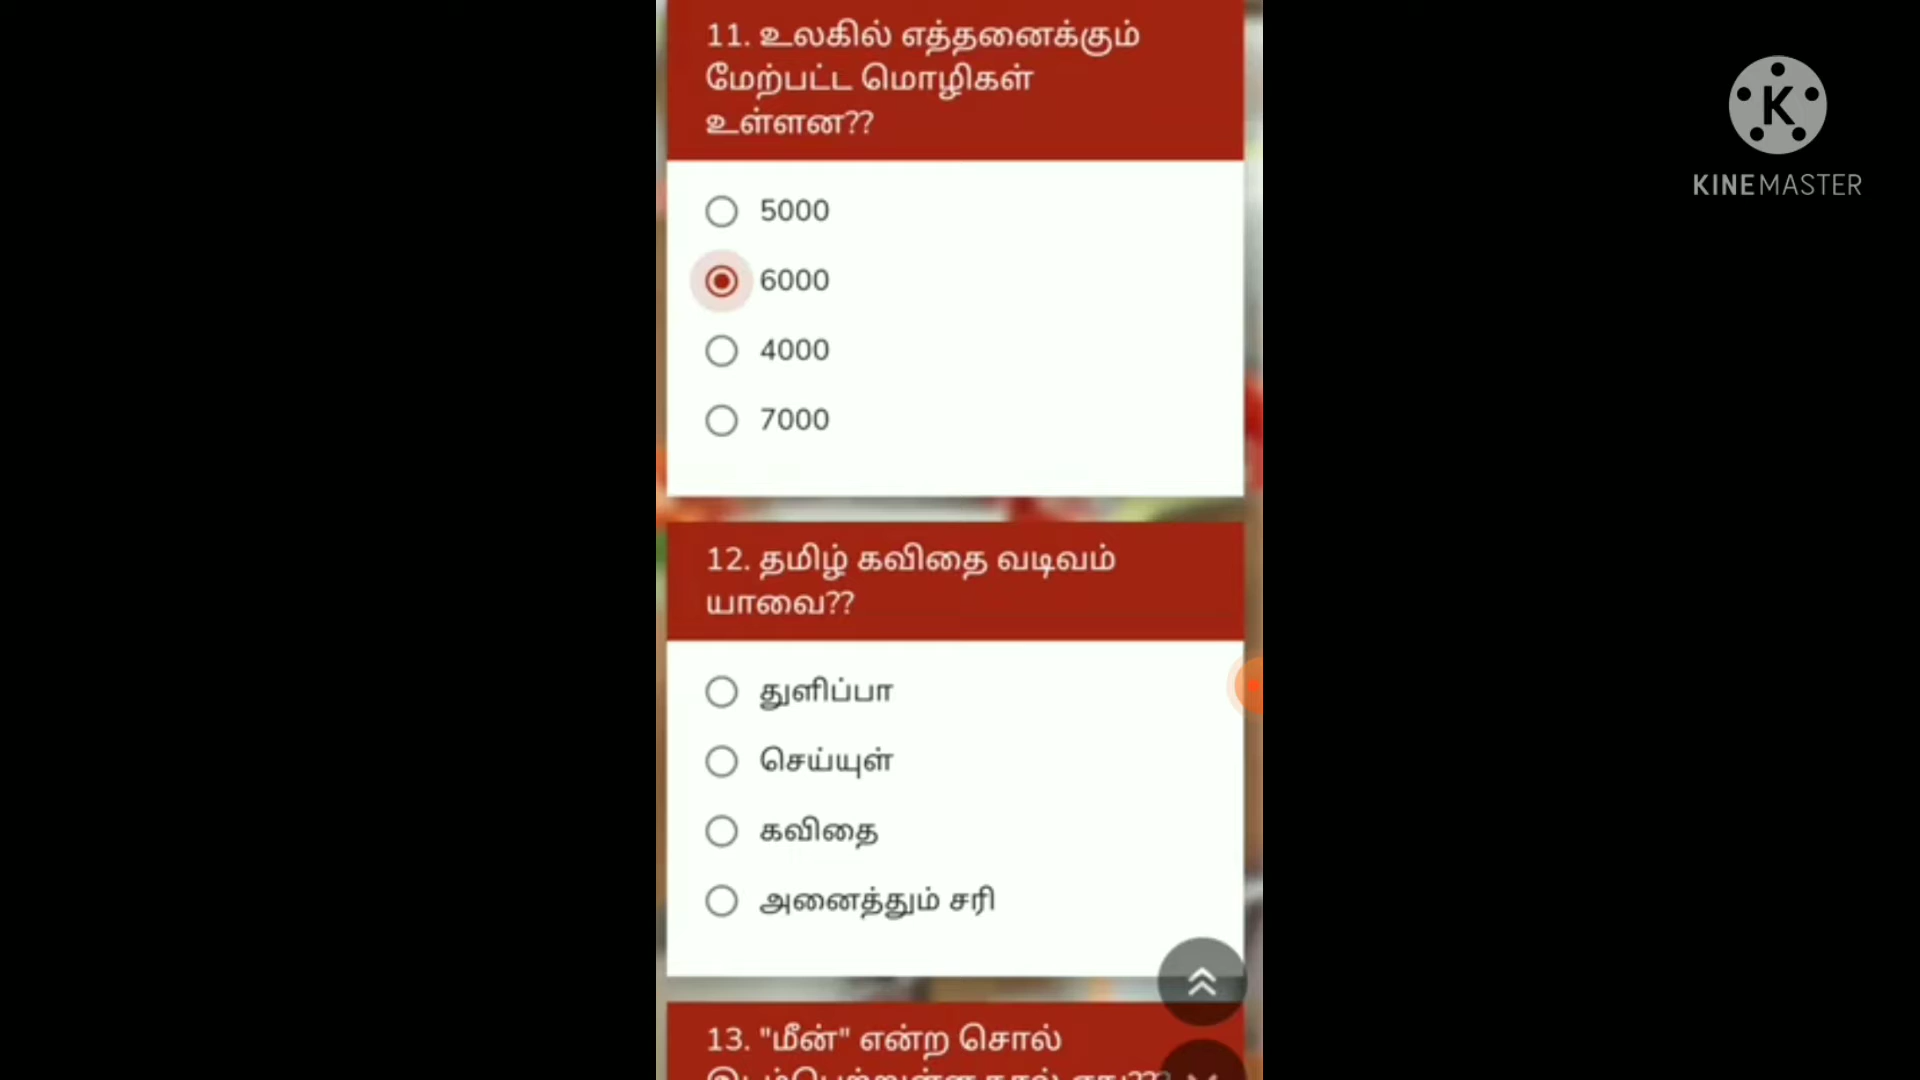 11. உலகில் எத்தனைக்கும்
மேற்பட்ட மொழிகள்
உள்ளன??
5000
6000
4000
7000
12. தமிழ் கவிதை வடிவம்
யாவை??
துளிப்பா
செய்யுள்
கவிதை
அனைத்தும் சரி
13. "மீன்" என்ற சொல்
K
KINEMASTER